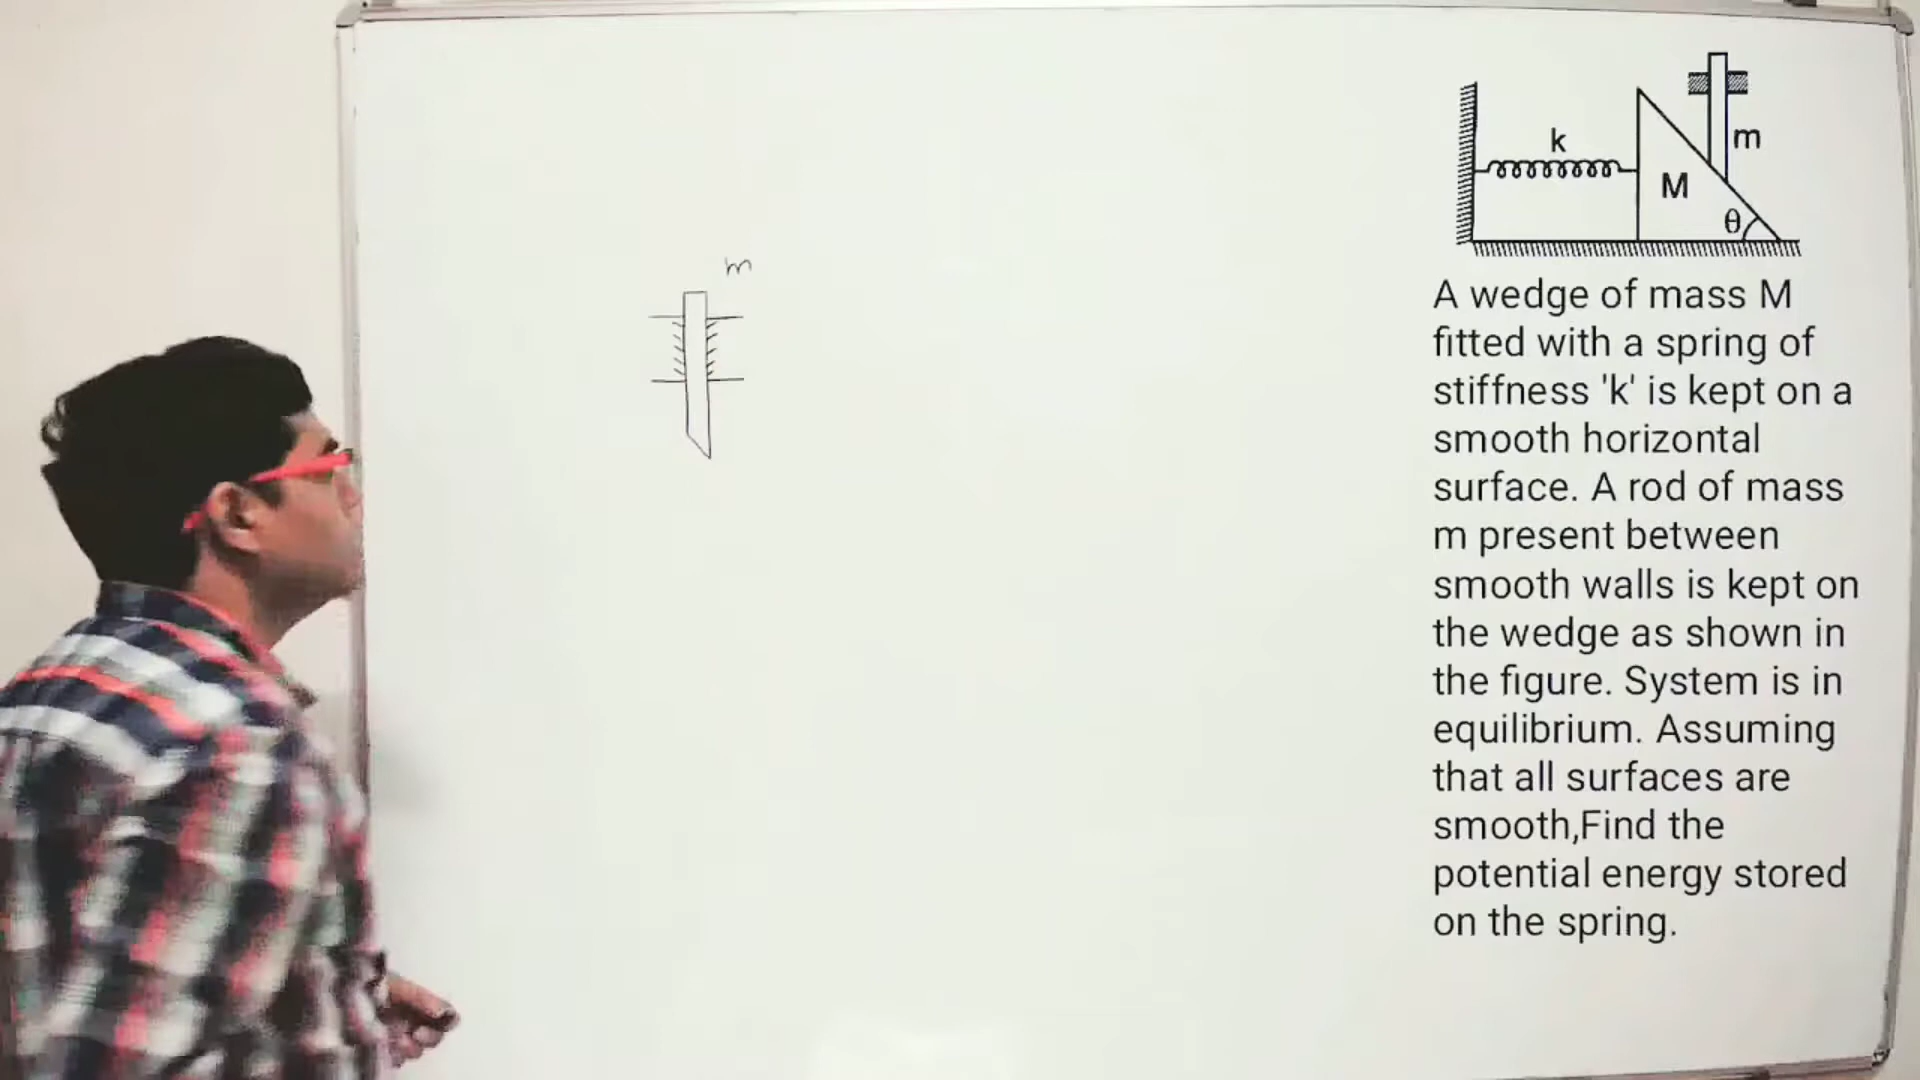 k
m
M
θ
m
A wedge of mass M
fitted with a spring of
stiffness 'k' is kept on a
smooth horizontal
surface. A rod of mass
m present between
smooth walls is kept on
the wedge as shown in
the figure. System is in
equilibrium. Assuming
that all surfaces are
smooth,Find the
potential energy stored
on the spring.